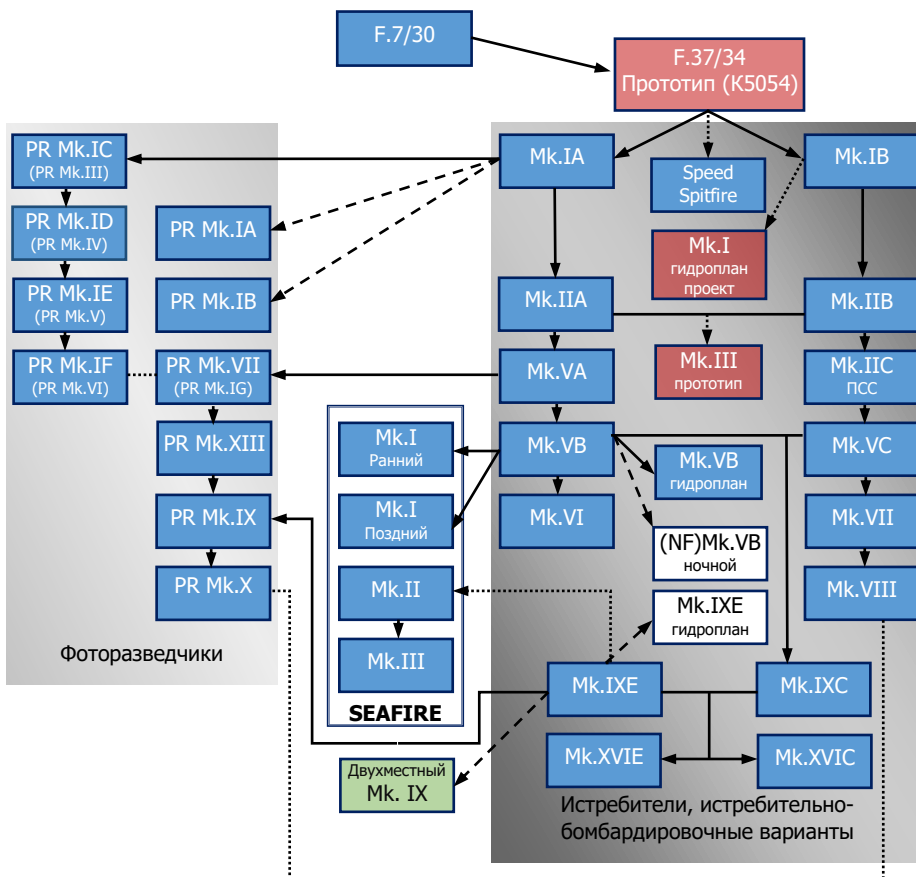 F.7/30
F.37/34
Прототип (К5054)
PR Mk.IC
(PR Mk.III)
PR Mk.ID
(PR Mk.IV)
PR Mk.IE
(PR Mk.V)
PR Mk.IF
(PR Mk.VI)
PR Mk.IA
PR Mk.IB
PR Mk.VII
(PR Mk.IG)
PR Mk.XIII
PR Mk.IX
PR Mk.X
Фоторазведчики
Mk.I
Ранний
Mk.I
Поздний
Mk.II
Mk.III
SEAFIRE
Двухместный
Mk. IX
Mk.IA
Speed
Spitfire
Mk.IB
Mk.I
гидроплан
проект
Mk.IIA
Mk.IIB
Mk.III
прототип
Mk.VA
Mk.IIC
ПСС
Mk.VB
Mk.VB
гидроплан
Mk.VC
Mk.VI
(NF)Mk.VB
ночной
Mk.VII
Mk.IXE
гидроплан
Mk.VIII
Mk.IXE
Mk.IXC
Mk.XVIE
Mk.XVIC
Истребители, истребительно-
бомбардировочные варианты